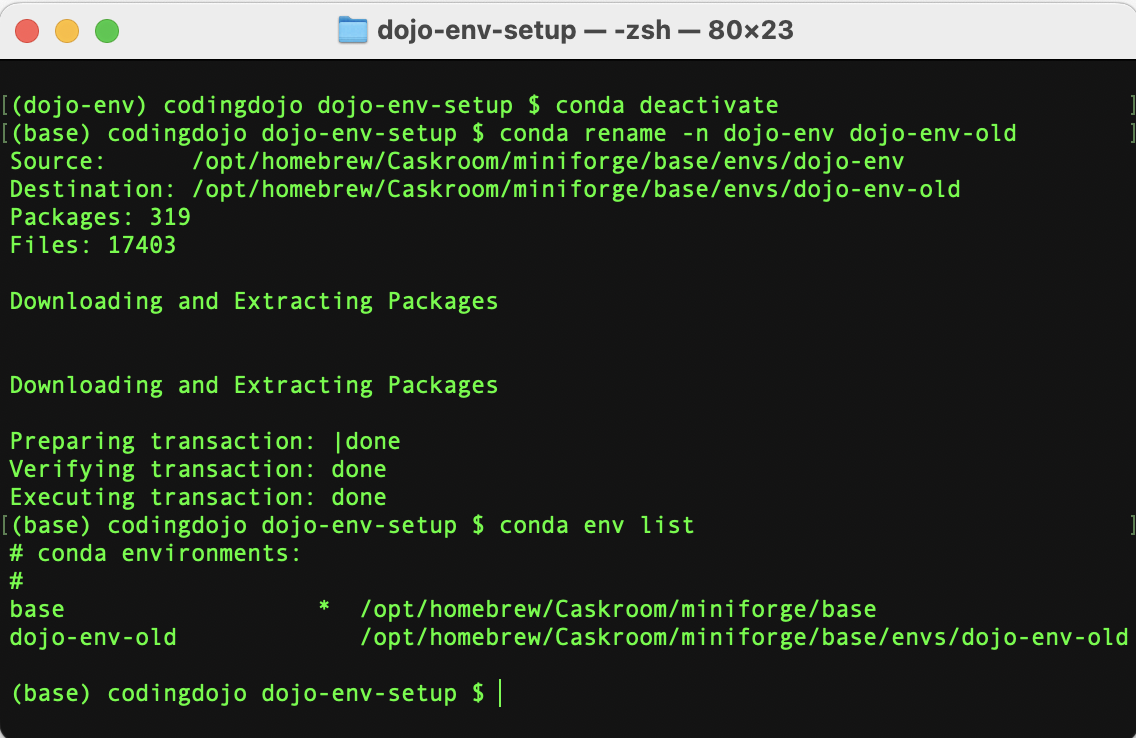 dojo-env-setup — -zsh — 80×23
[(dojo-env) codingdojo dojo-env-setup $ conda deactivate ]
[(base) codingdojo dojo-env-setup $ conda rename -n dojo-env dojo-env-old ]
Source:      /opt/homebrew/Caskroom/miniforge/base/envs/dojo-env
Destination: /opt/homebrew/Caskroom/miniforge/base/envs/dojo-env-old
Packages: 319
Files: 17403
Downloading and Extracting Packages
Downloading and Extracting Packages
Preparing transaction: |done
Verifying transaction: done
Executing transaction: done
[(base) codingdojo dojo-env-setup $ conda env list ]
# conda environments:
#
base                  *  /opt/homebrew/Caskroom/miniforge/base
dojo-env-old             /opt/homebrew/Caskroom/miniforge/base/envs/dojo-env-old
(base) codingdojo dojo-env-setup $